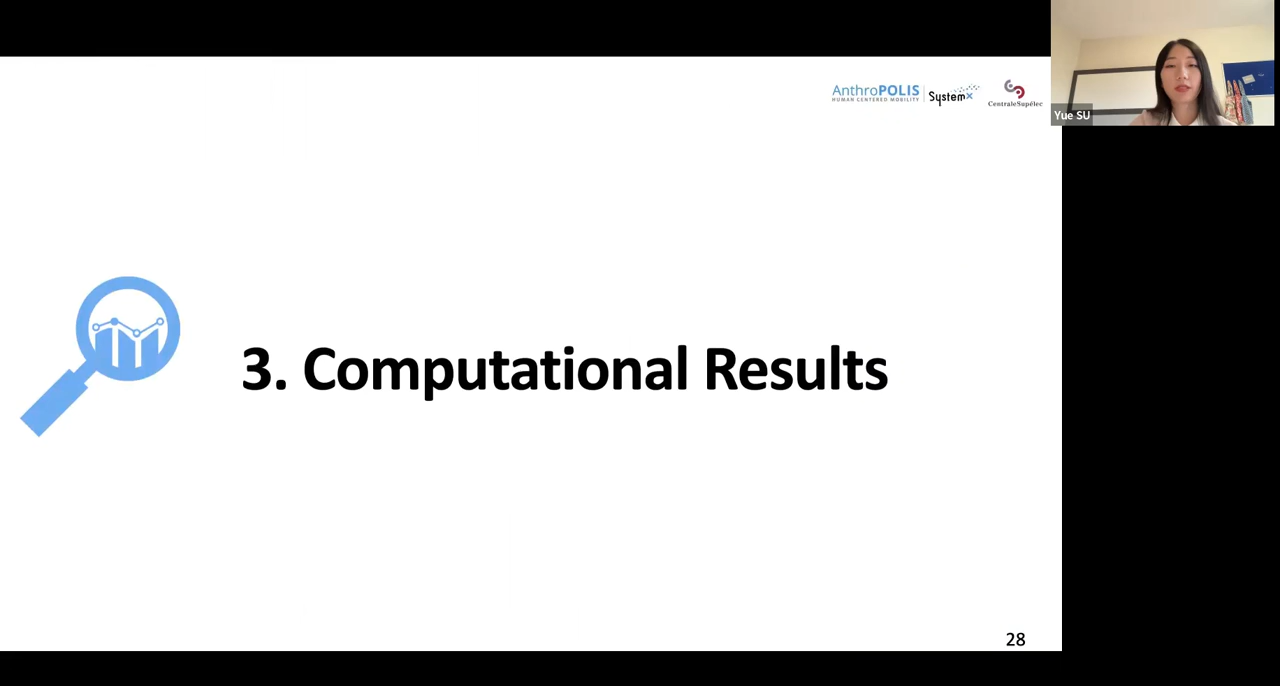 AnthroPOLIS
HUMAN CENTERED MOBILITY
SystemX
CentraleSupélec
Yue SU
3. Computational Results
28